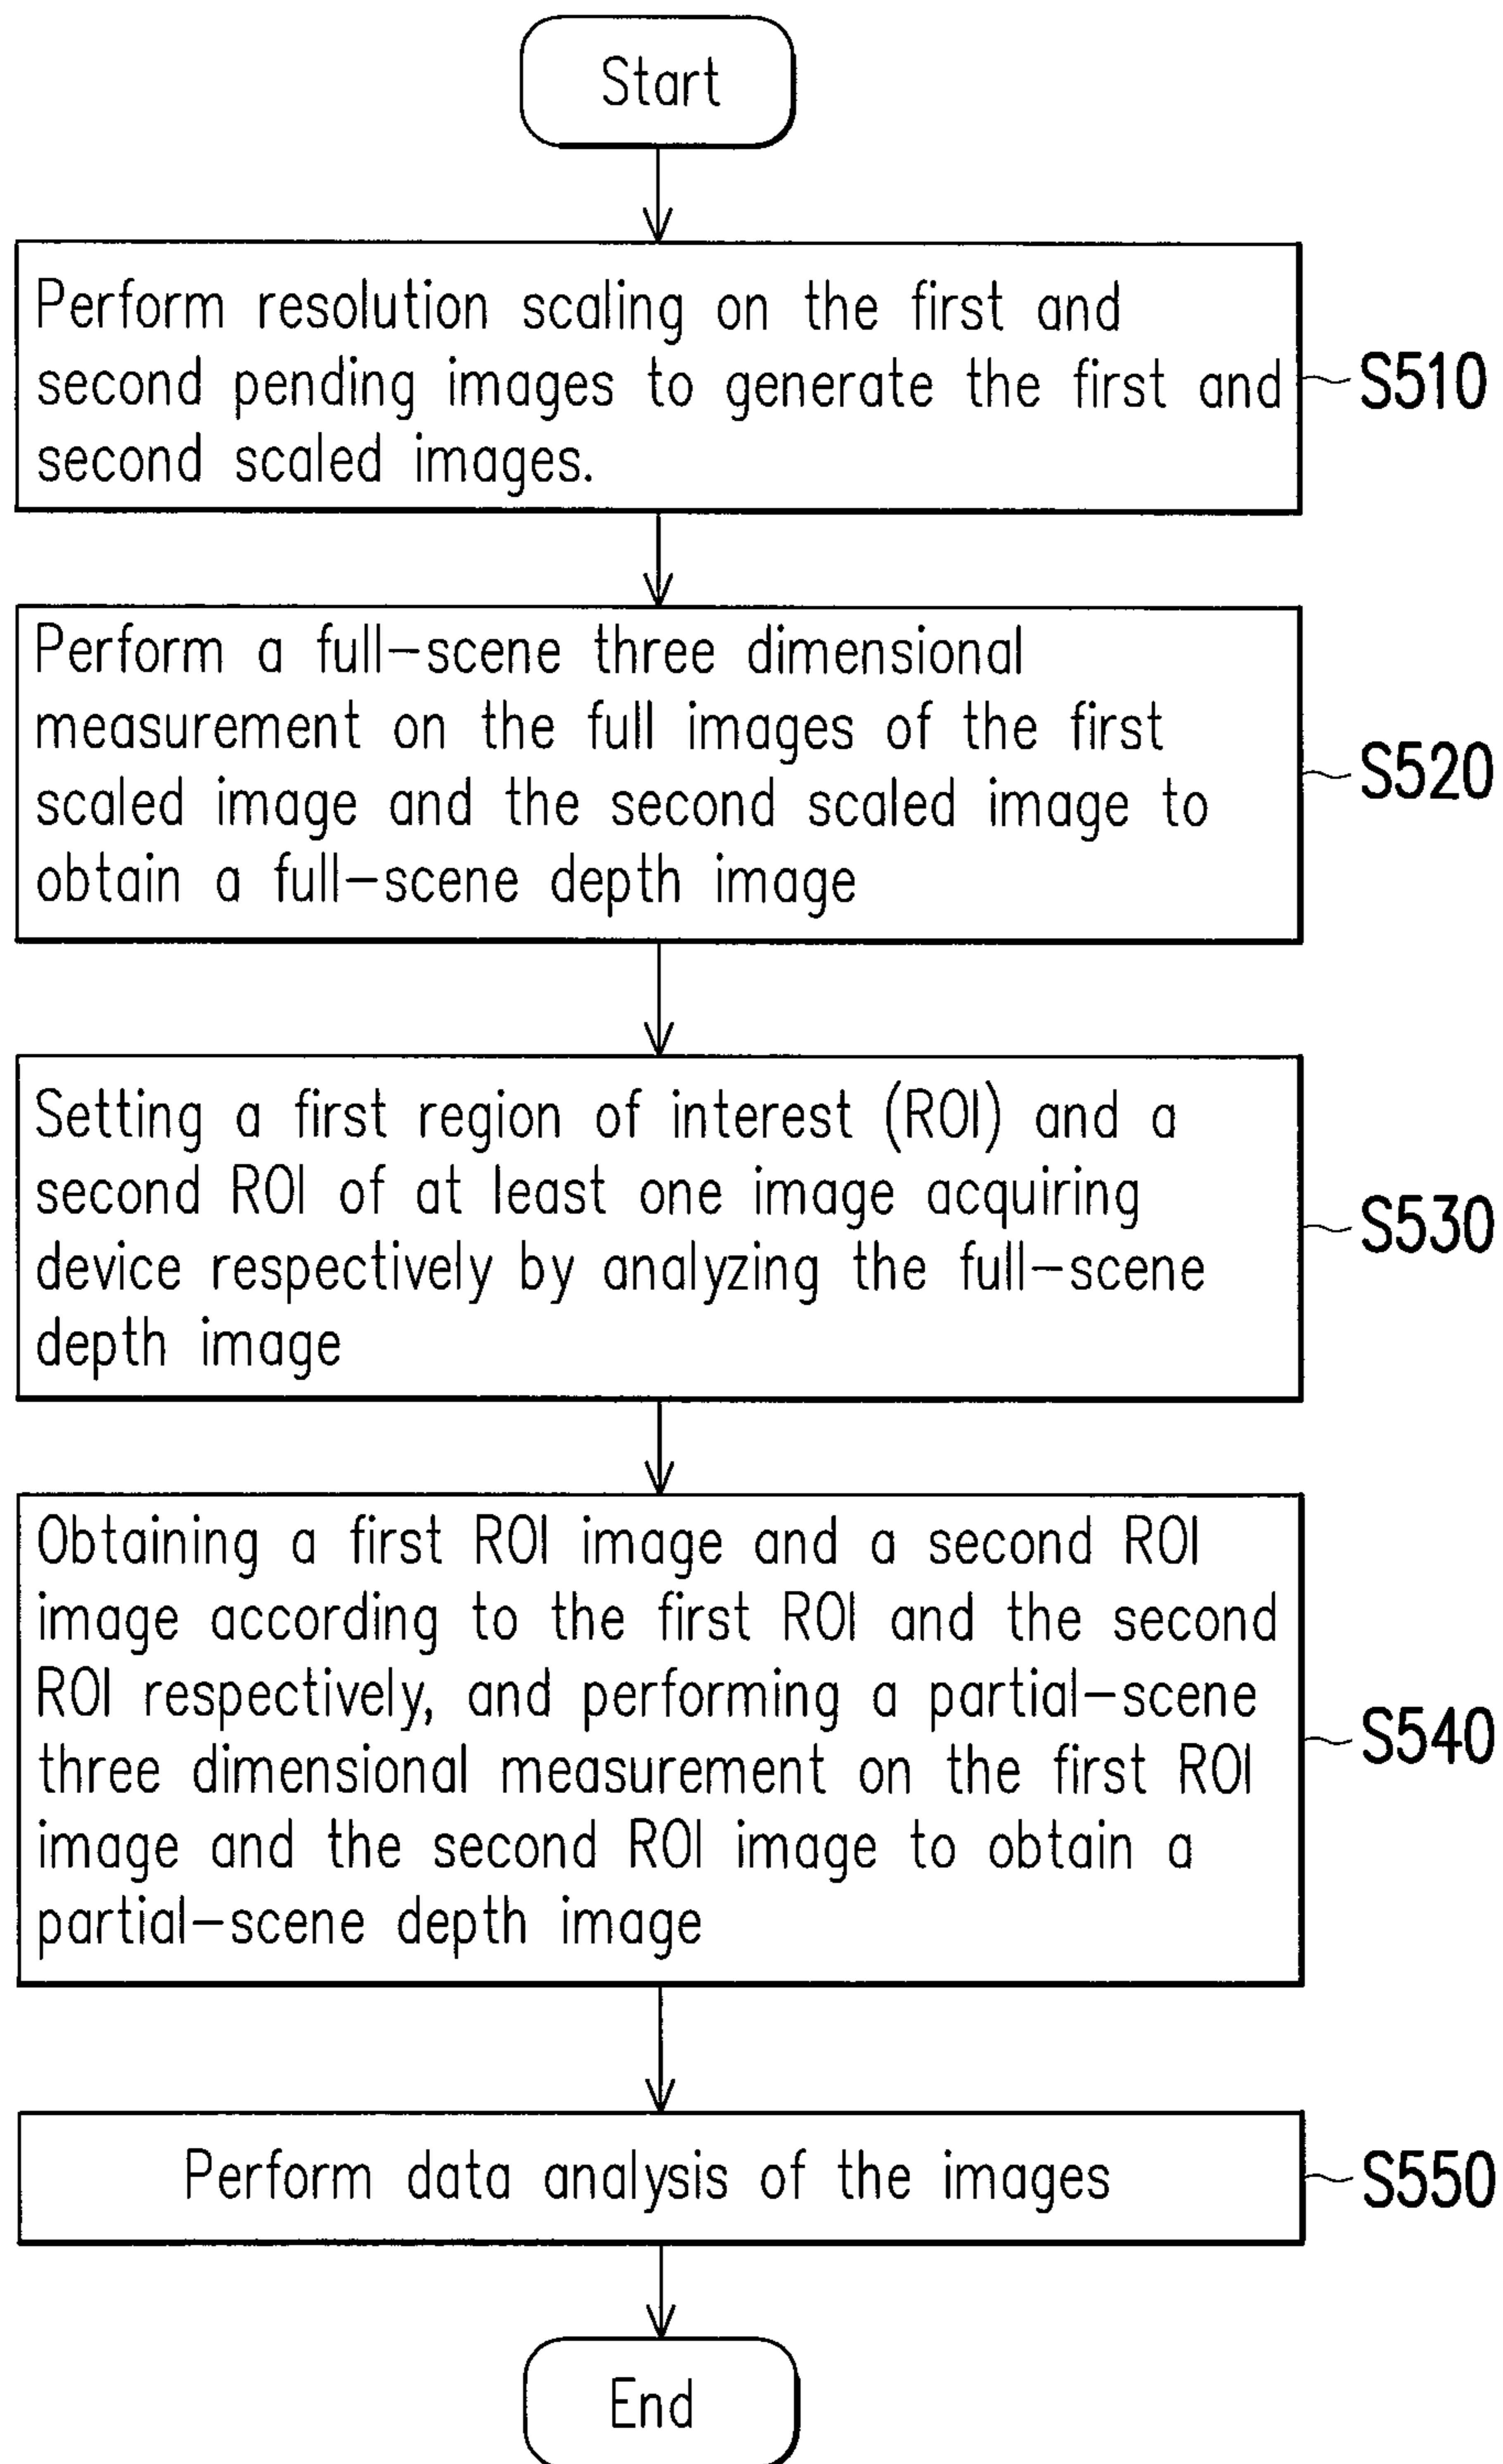 Start
Perform resolution scaling on the first and
second pending images to generate the first and
second scaled images.
S510
Perform a full-scene three dimensional
measurement on the full images of the first
scaled image and the second scaled image to
obtain a full-scene depth image
S520
Setting a first region of interest (ROI) and a
second ROI of at least one image acquiring
device respectively by analyzing the full-scene
depth image
S530
Obtaining a first ROI image and a second ROI
image according to the first ROI and the second
ROI respectively, and performing a partial-scene
three dimensional measurement on the first ROI
image and the second ROI image to obtain a
partial-scene depth image
S540
Perform data analysis of the images
S550
End